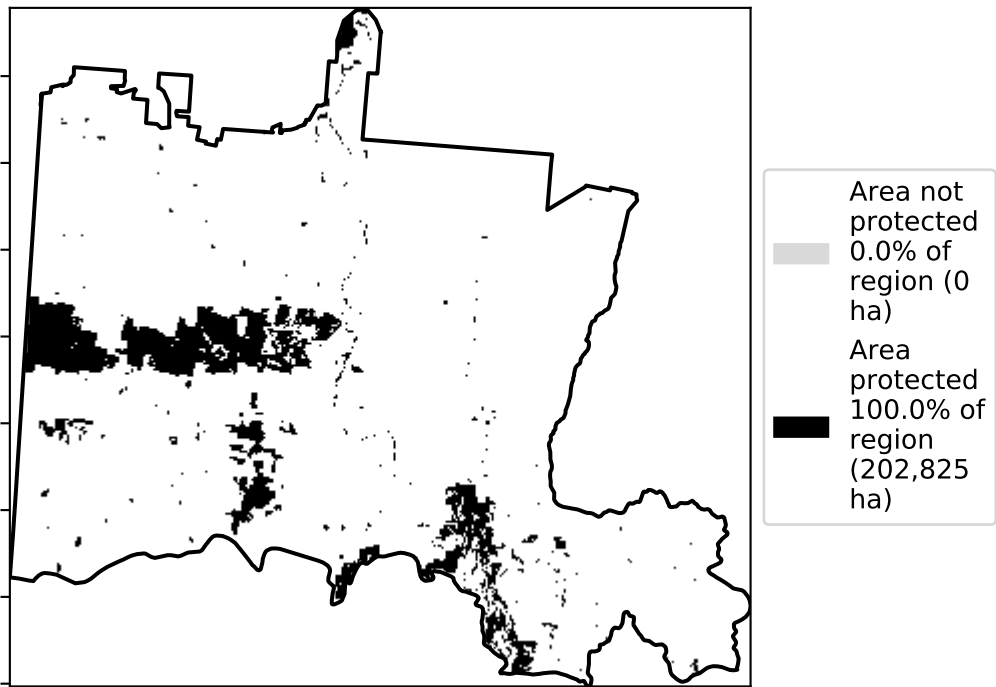 Area not
protected
0.0% of
region (0
ha)
Area
protected
100.0% of
region
(202,825
ha)